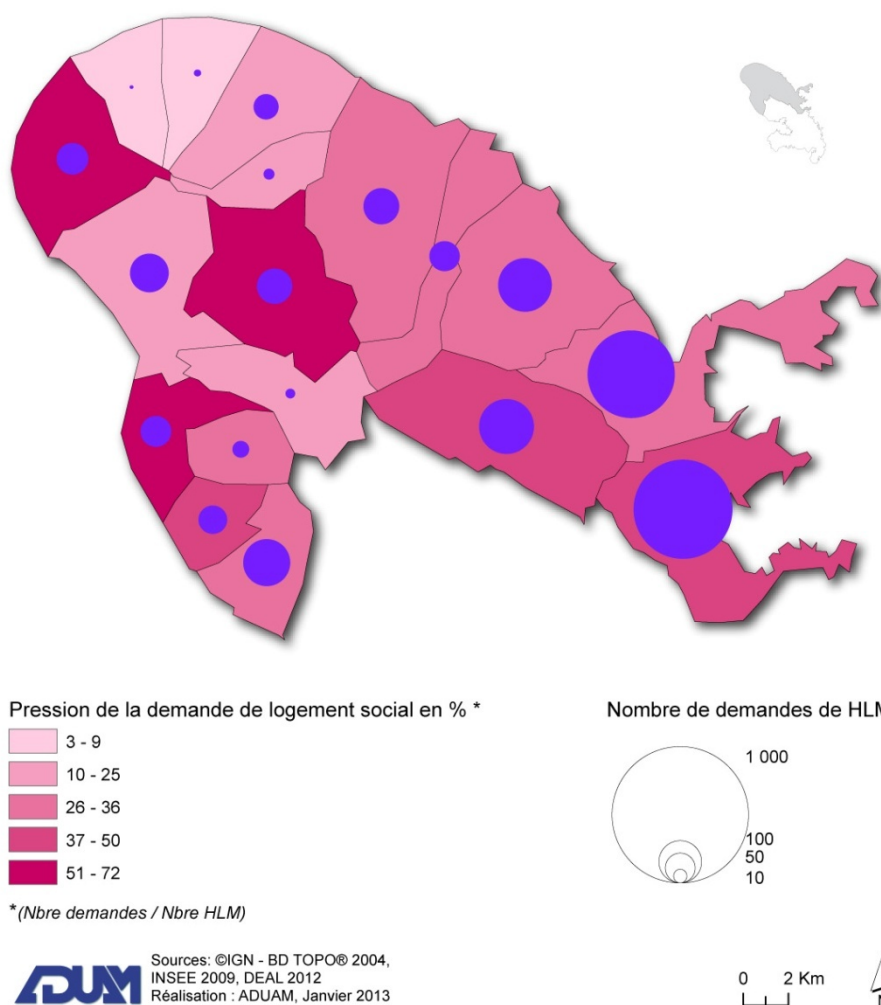 Pression de la demande de logement social en % *
3 - 9
10 - 25
26 - 36
37 - 50
51 - 72
*(Nbre demandes / Nbre HLM)
Nombre de demandes de HLM
1 000
100
50
10
ADUAM
Sources: ©IGN - BD TOPO® 2004,
INSEE 2009, DEAL 2012
Réalisation : ADUAM, Janvier 2013
0 2 Km